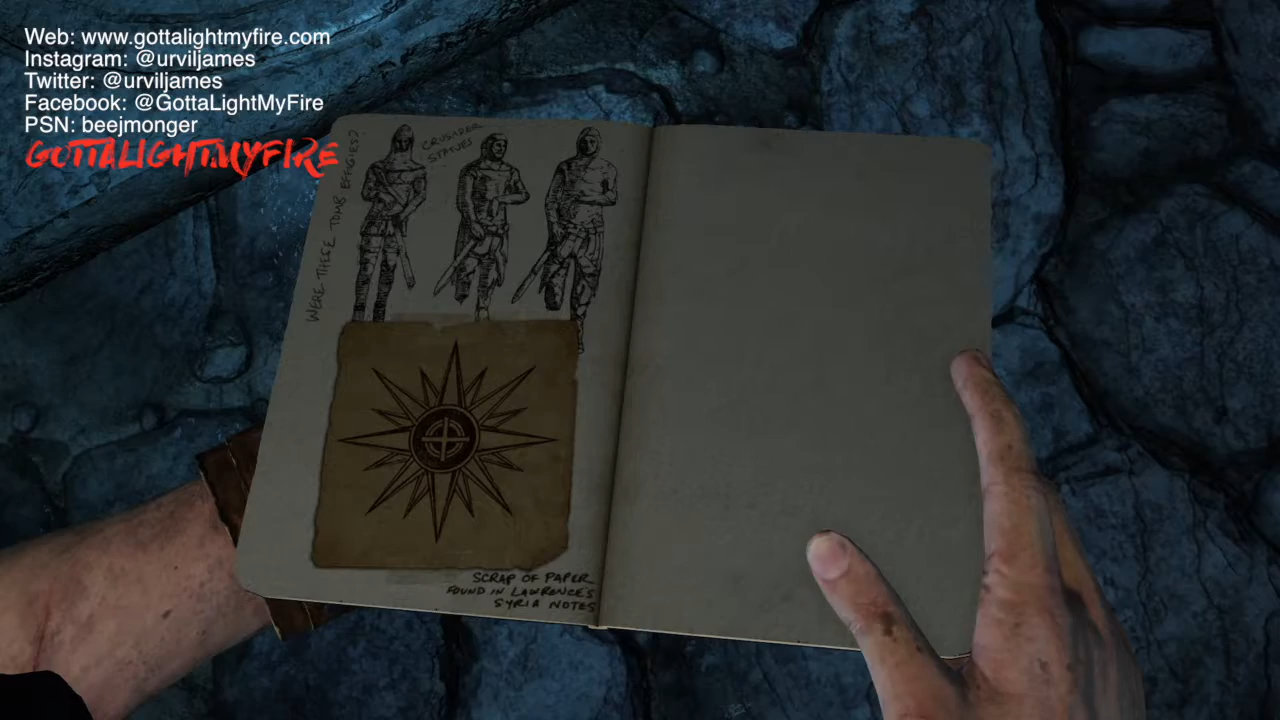 Web: www.gottalightmyfire.com
Instagram: @urviljames
Twitter: @urviljames
Facebook: @GottaLightMyFire
PSN: beejmonger
GOTTALIGHTMYFIRE
WERE THESE TOMB EFFIGIES?
CRUSADER
STATUES
SCRAP OF PAPER
FOUND IN LAWRENCE'S
SYRIA NOTES